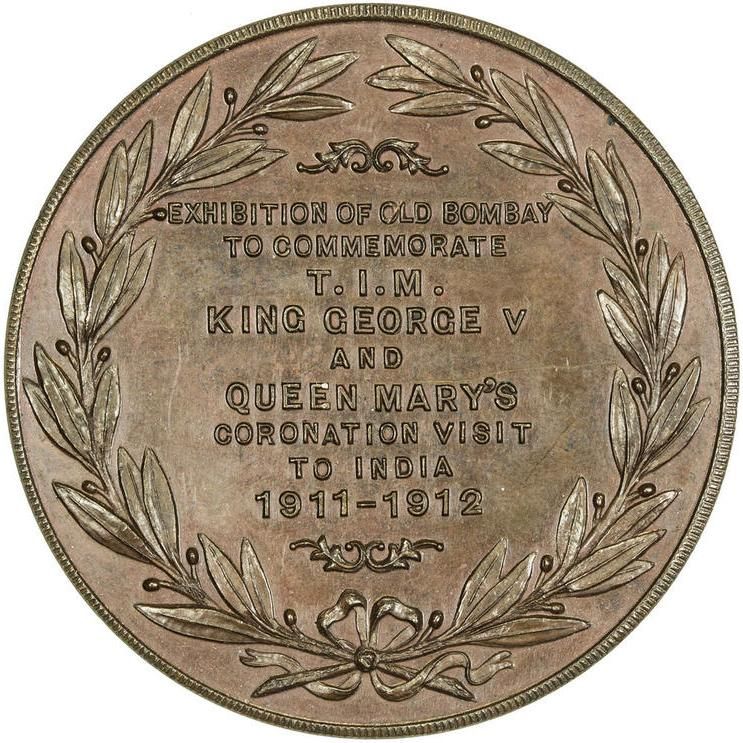 EXHIBITION OF OLD BOMBAY
TO COMMEMORATE
T. I. M.
KING GEORGE V
AND
QUEEN MARY'S
CORONATION VISIT
TO INDIA
1911-1912